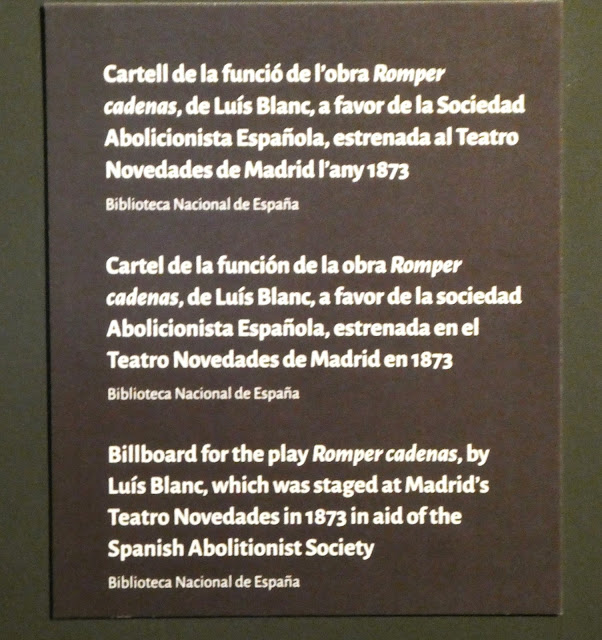 Cartell de la funció de l'obra Romper
cadenas, de Luís Blanc, a favor de la Sociedad
Abolicionista Española, estrenada al Teatro
Novedades de Madrid l'any 1873
Biblioteca Nacional de España
Cartel de la función de la obra Romper
cadenas, de Luís Blanc, a favor de la sociedad
Abolicionista Española, estrenada en el
Teatro Novedades de Madrid en 1873
Biblioteca Nacional de España
Billboard for the play Romper cadenas, by
Luís Blanc, which was staged at Madrid's
Teatro Novedades in 1873 in aid of the
Spanish Abolitionist Society
Biblioteca Nacional de España